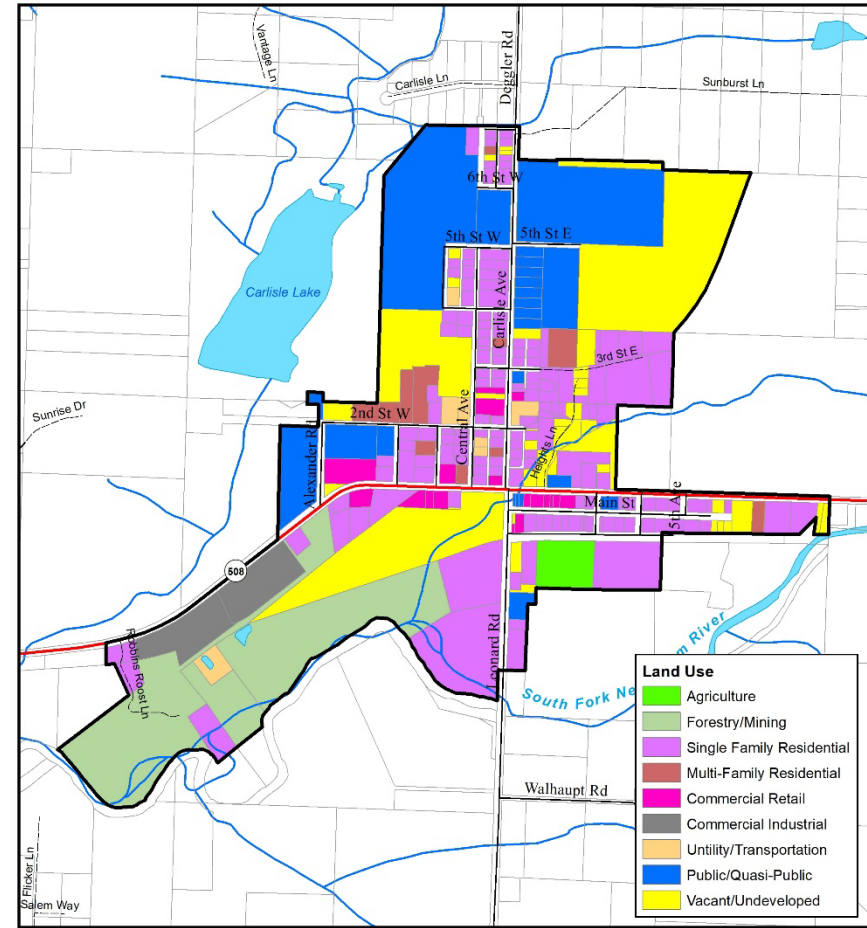 Vantage Ln
Deggler Rd
Carlisle Ln
Sunburst Ln
6th St W
5th St W
5th St E
Carlisle Lake
Carlisle Ave
3rd St E
Sunrise Dr
2nd St W
Central Ave
Alexander Rd
Heights Ln
Main St
5th Ave
508
Robbins Roost Ln
Leonard Rd
South Fork Ne
m River
Walhaupt Rd
Flicker Ln
Salem Way
Land Use
Agriculture
Forestry/Mining
Single Family Residential
Multi-Family Residential
Commercial Retail
Commercial Industrial
Untility/Transportation
Public/Quasi-Public
Vacant/Undeveloped